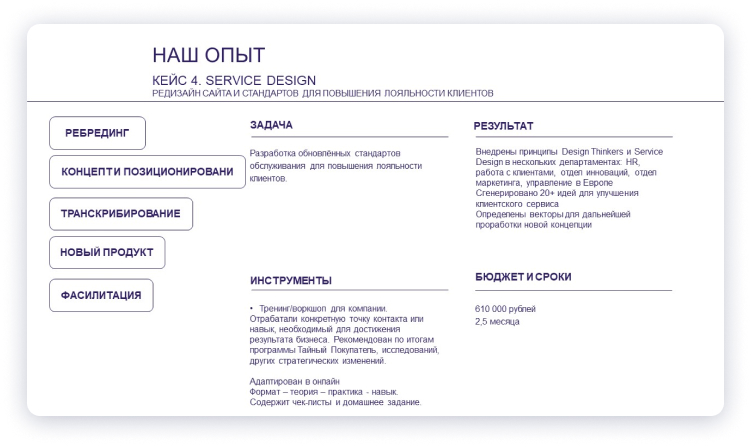 НАШ ОПЫТ
КЕЙС 4. SERVICE DESIGN
РЕДИЗАЙН САЙТА И СТАНДАРТОВ ДЛЯ ПОВЫШЕНИЯ ЛОЯЛЬНОСТИ КЛИЕНТОВ
РЕБРЕДИНГ
КОНЦЕПТ И ПОЗИЦИОНИРОВАНИ
ТРАНСКРИБИРОВАНИЕ
НОВЫЙ ПРОДУКТ
ФАСИЛИТАЦИЯ
ЗАДАЧА
Разработка обновлённых стандартов
обслуживания для повышения лояльности
клиентов.
ИНСТРУМЕНТЫ
• Тренинг/воркшоп для компании.
Отрабатали конкретную точку контакта или
навык, необходимый для достижения
результата бизнеса. Рекомендован по итогам
программы Тайный Покупатель, исследований,
других стратегических изменений.
Адаптирован в онлайн
Формат – теория – практика - навык.
Содержит чек-листы и домашнее задание.
РЕЗУЛЬТАТ
Внедрены принципы Design Thinkers и Service
Design в нескольких департаментах: HR,
работа с клиентами, отдел инноваций, отдел
маркетинга, управление в Европе
Сгенерировано 20+ идей для улучшения
клиентского сервиса
Определены векторы для дальнейшей
проработки новой концепции
БЮДЖЕТ И СРОКИ
610 000 рублей
2,5 месяца